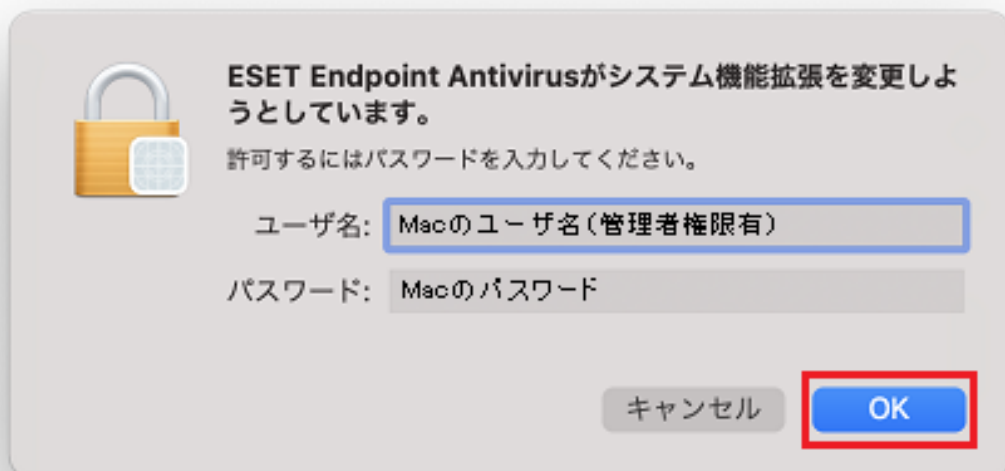 ESET Endpoint Antivirusがシステム機能拡張を変更しよ
うとしています。
許可するにはパスワードを入力してください。
ユーザ名: Macのユーザ名(管理者権限有)
パスワード: Macのパスワード
キャンセル OK